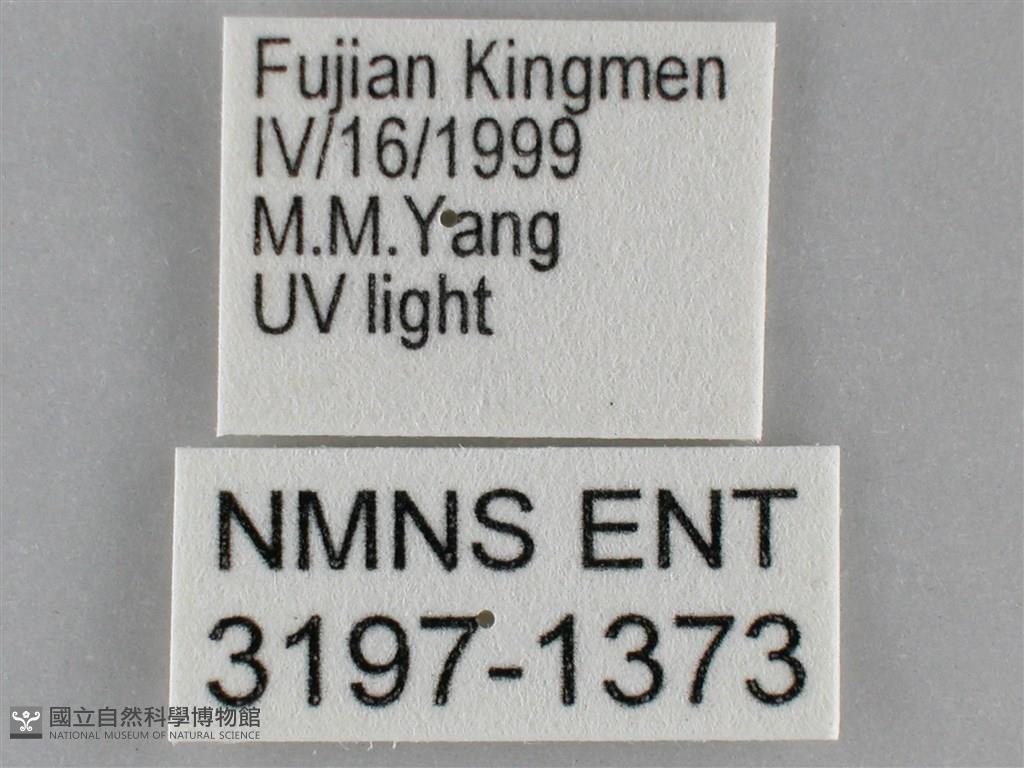 Fujian Kingmen
IV/16/1999
M.M.Yang
UV light
NMNS ENT
3197-1373
國立自然科學博物館
NATIONAL MUSEUM OF NATURAL SCIENCE